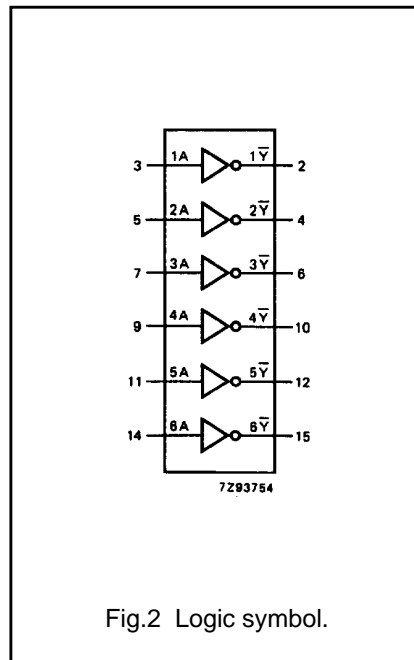 3 1A 1Y̅ 2
5 2A 2Y̅ 4
7 3A 3Y̅ 6
9 4A 4Y̅ 10
11 5A 5Y̅ 12
14 6A 6Y̅ 15
7Z93754
Fig.2 Logic symbol.